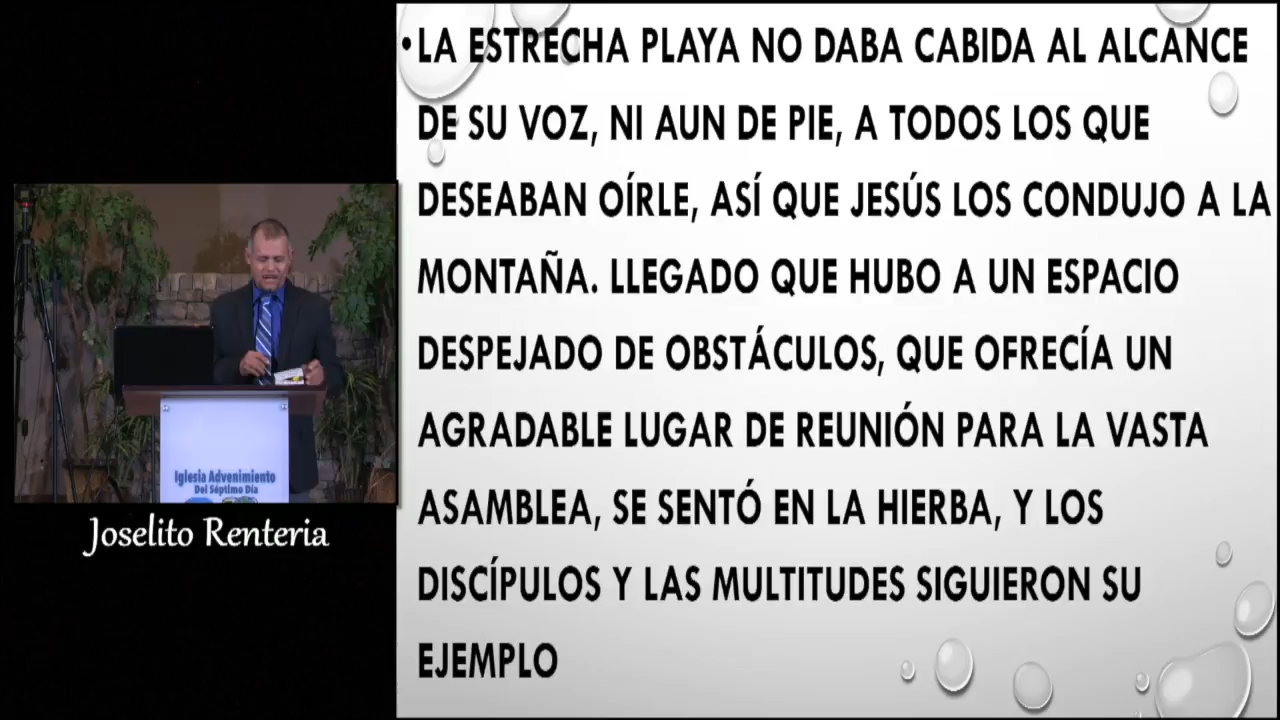 •LA ESTRECHA PLAYA NO DABA CABIDA AL ALCANCE
DE SU VOZ, NI AUN DE PIE, A TODOS LOS QUE
DESEABAN OÍRLE, ASÍ QUE JESÚS LOS CONDUJO A LA
MONTAÑA. LLEGADO QUE HUBO A UN ESPACIO
DESPEJADO DE OBSTÁCULOS, QUE OFRECÍA UN
AGRADABLE LUGAR DE REUNIÓN PARA LA VASTA
ASAMBLEA, SE SENTÓ EN LA HIERBA, Y LOS
DISCÍPULOS Y LAS MULTITUDES SIGUIERON SU
EJEMPLO
Iglesia Advenimiento
Del Séptimo Día
Joselito Renteria